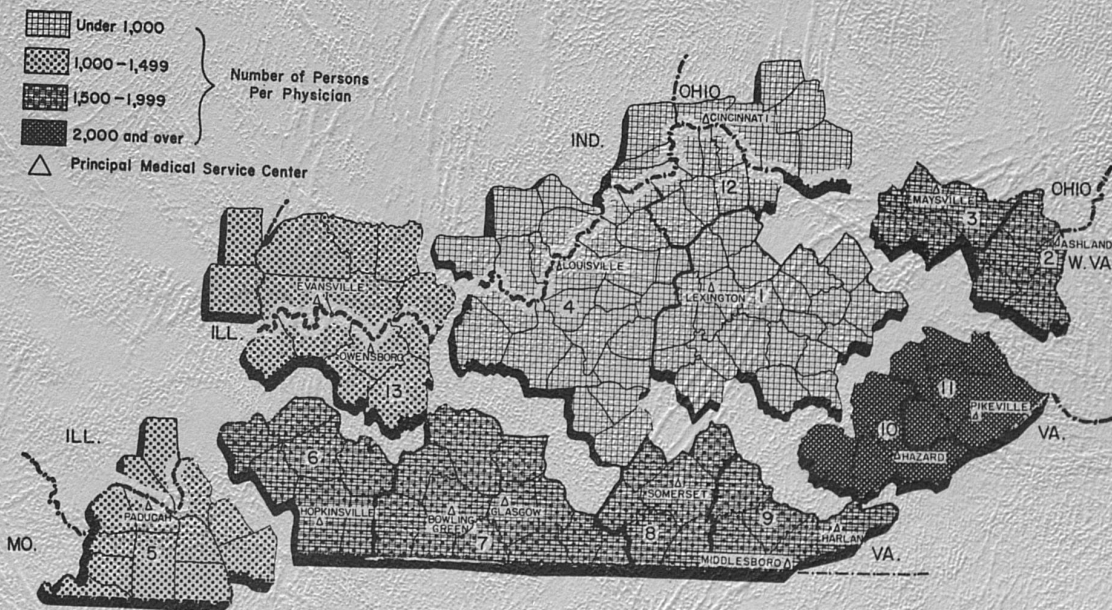 Under 1,000
1,000-1,499
1,500-1,999
2,000 and over
Number of Persons
Per Physician
△ Principal Medical Service Center
OHIO
CINCINNATI
IND.
12
MAYSVILLE
3
OHIO
ASHLAND
2
W. VA.
LOUISVILLE
4
LEXINGTON
1
EVANSVILLE
ILL.
OWENSBORO
13
11
PIKEVILLE
VA.
10
HAZARD
ILL.
PADUCAH
5
MO.
6
HOPKINSVILLE
BOWLING
GREEN
GLASGOW
7
SOMERSET
8
9
HARLAN
MIDDLESBORO
VA.